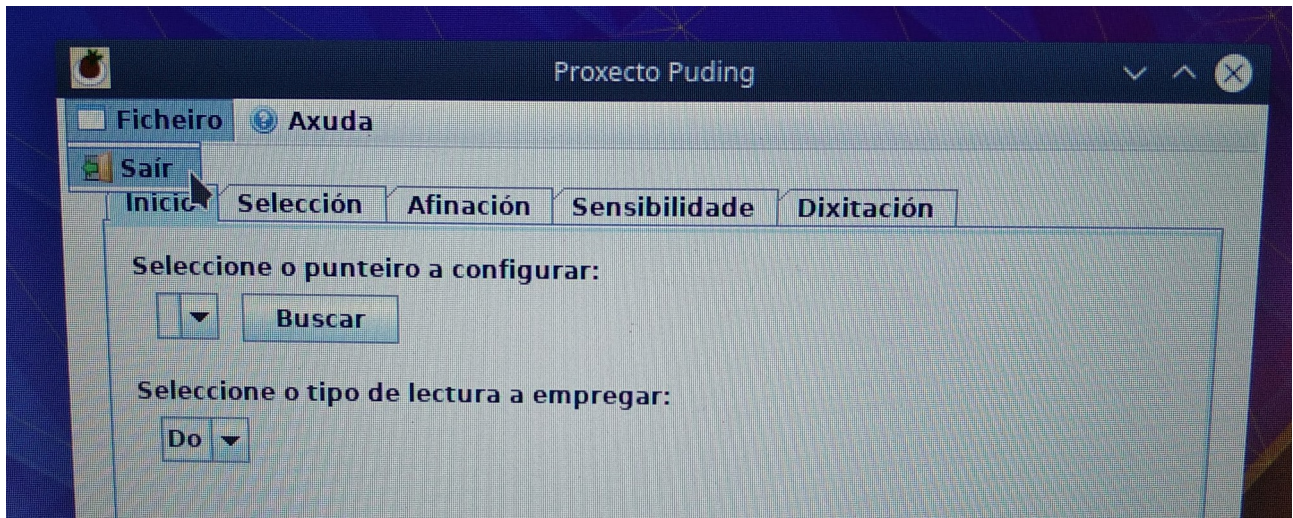 Proxecto Puding
Ficheiro Axuda
Saír
Inicio Selección Afinación Sensibilidade Dixitación
Seleccione o punteiro a configurar:
Buscar
Seleccione o tipo de lectura a empregar:
Do